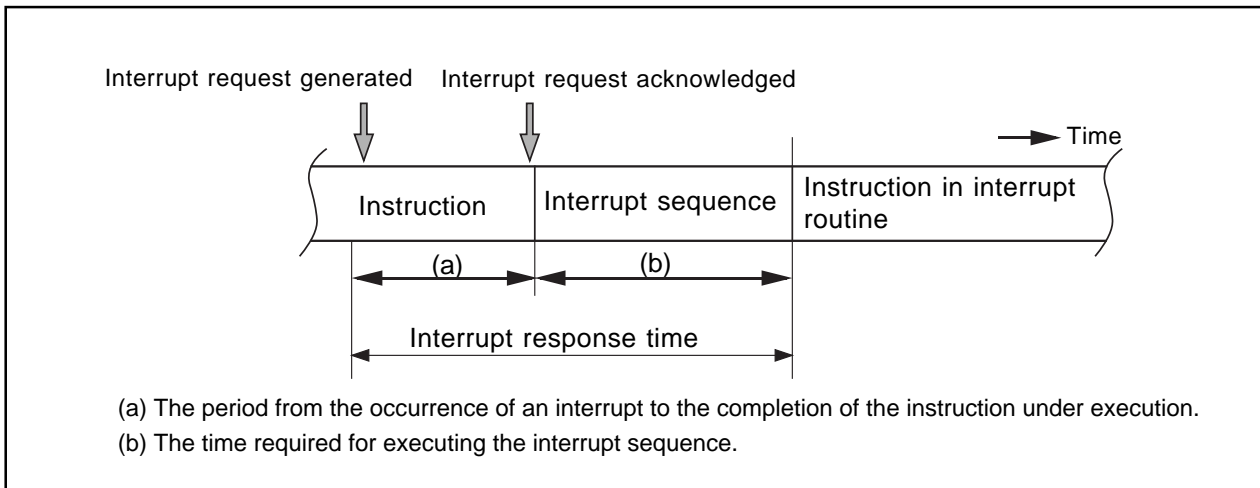 Interrupt request generated
Interrupt request acknowledged
Time
Instruction
Interrupt sequence
Instruction in interrupt
routine
(a)
(b)
Interrupt response time
(a) The period from the occurrence of an interrupt to the completion of the instruction under execution.
(b) The time required for executing the interrupt sequence.